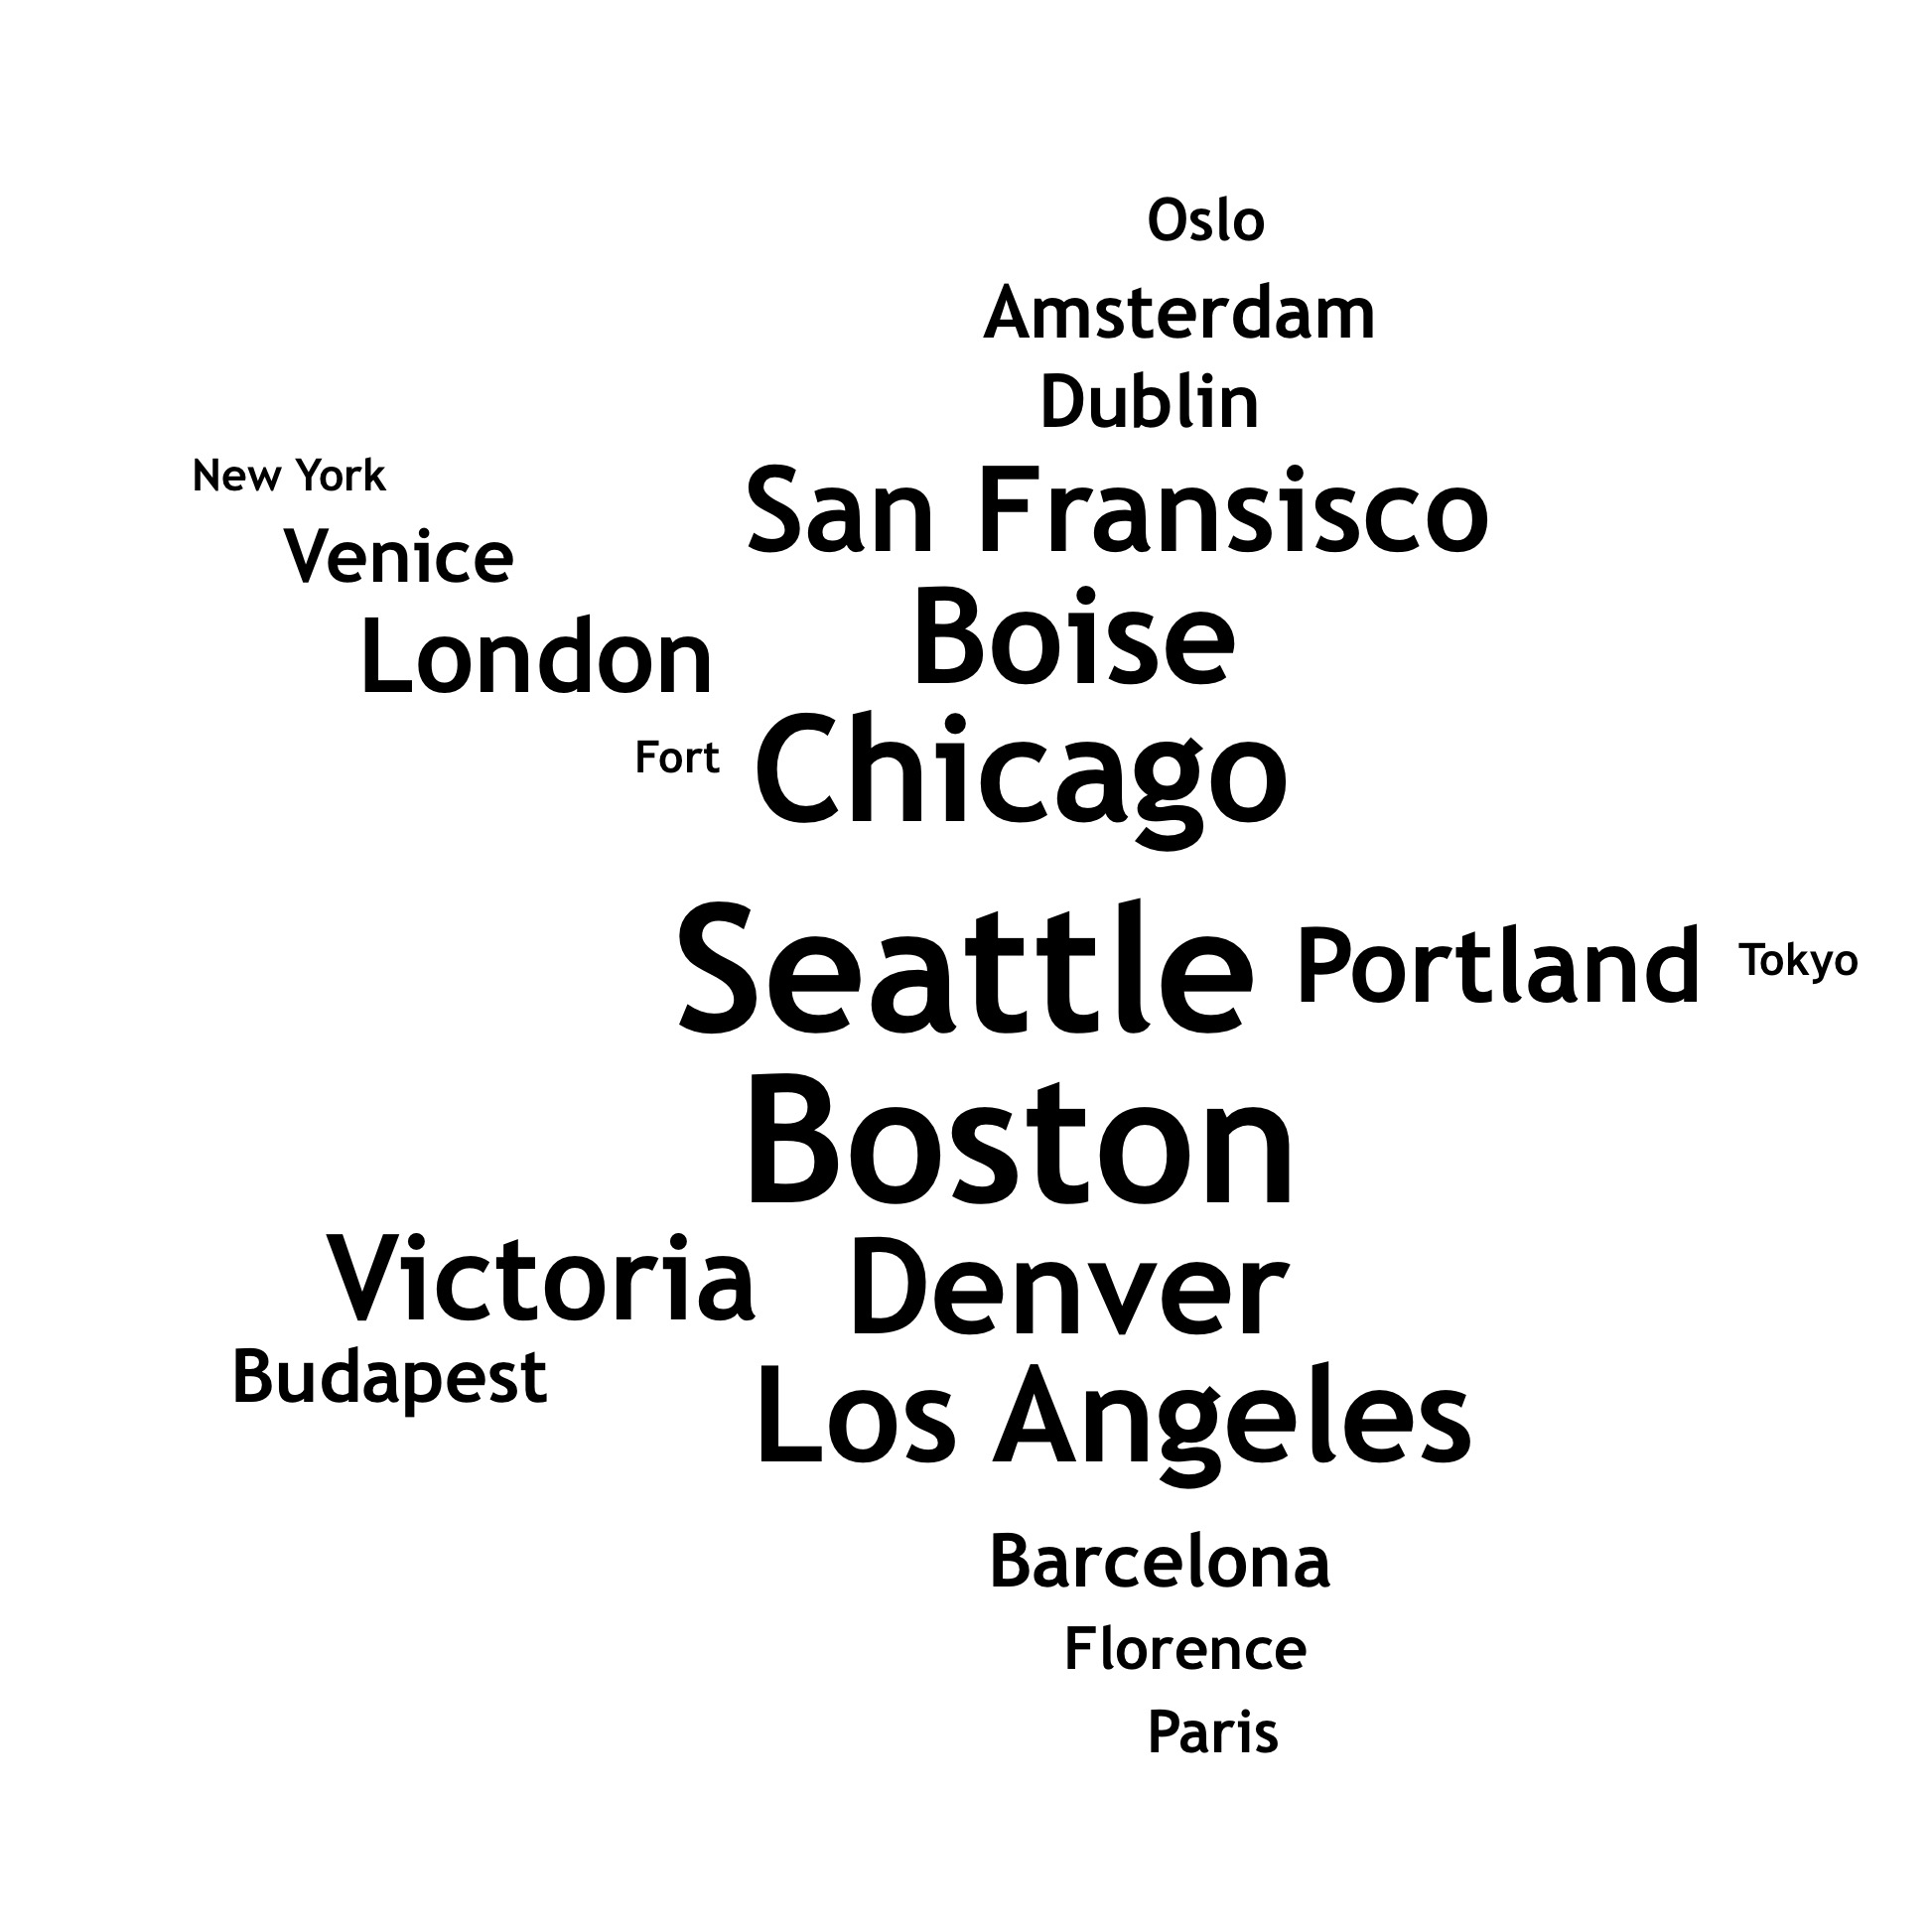 Oslo
Amsterdam
Dublin
New York
San Fransisco
Venice
Boise
London
Fort
Chicago
Seattle
Portland
Tokyo
Boston
Victoria
Denver
Budapest
Los Angeles
Barcelona
Florence
Paris